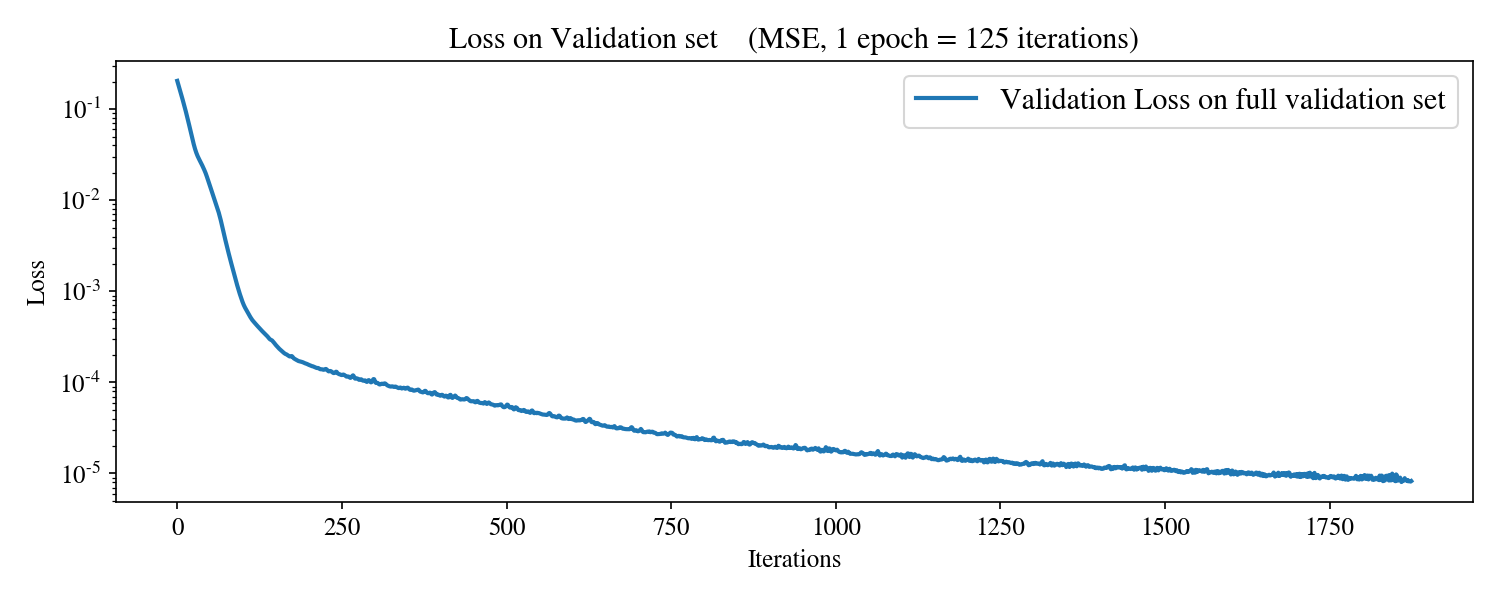 Loss on Validation set (MSE, 1 epoch = 125 iterations)
Validation Loss on full validation set
Loss
10-1
10-2
10-3
10-4
10-5
0 250 500 750 1000 1250 1500 1750
Iterations